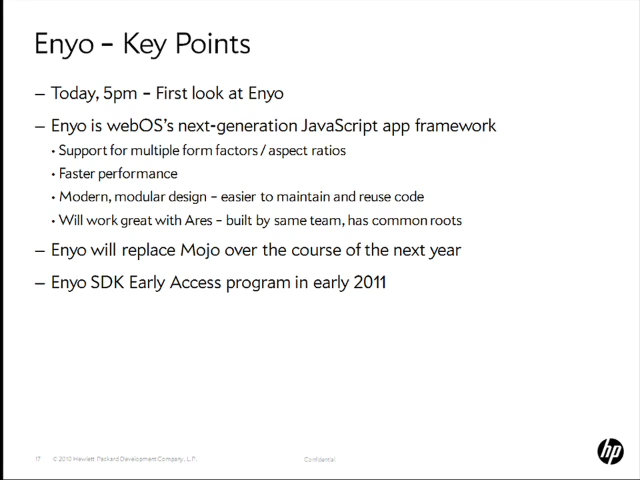 Enyo – Key Points
– Today, 5pm – First look at Enyo
– Enyo is webOS's next-generation JavaScript app framework
• Support for multiple form factors / aspect ratios
• Faster performance
• Modern, modular design – easier to maintain and reuse code
• Will work great with Ares – built by same team, has common roots
– Enyo will replace Mojo over the course of the next year
– Enyo SDK Early Access program in early 2011
17 © 2010 Hewlett Packard Development Company, L.P. Confidential
hp